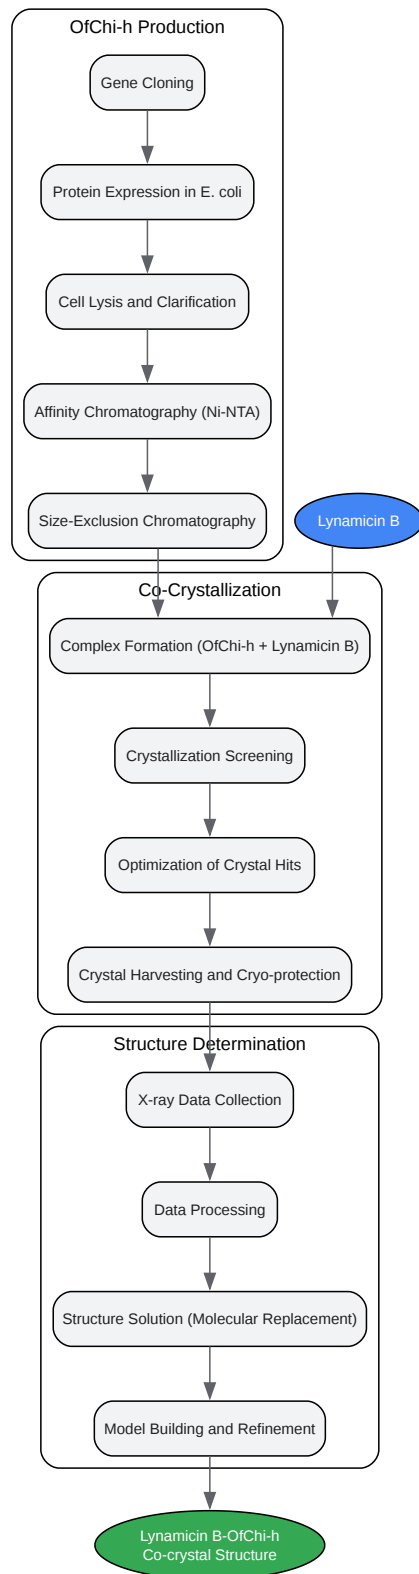 OfChi-h Production
Gene Cloning
Protein Expression in E. coli
Cell Lysis and Clarification
Affinity Chromatography (Ni-NTA)
Size-Exclusion Chromatography
Lynamicin B
Co-Crystallization
Complex Formation (OfChi-h + Lynamicin B)
Crystallization Screening
Optimization of Crystal Hits
Crystal Harvesting and Cryo-protection
Structure Determination
X-ray Data Collection
Data Processing
Structure Solution (Molecular Replacement)
Model Building and Refinement
Lynamicin B-OfChi-h
Co-crystal Structure